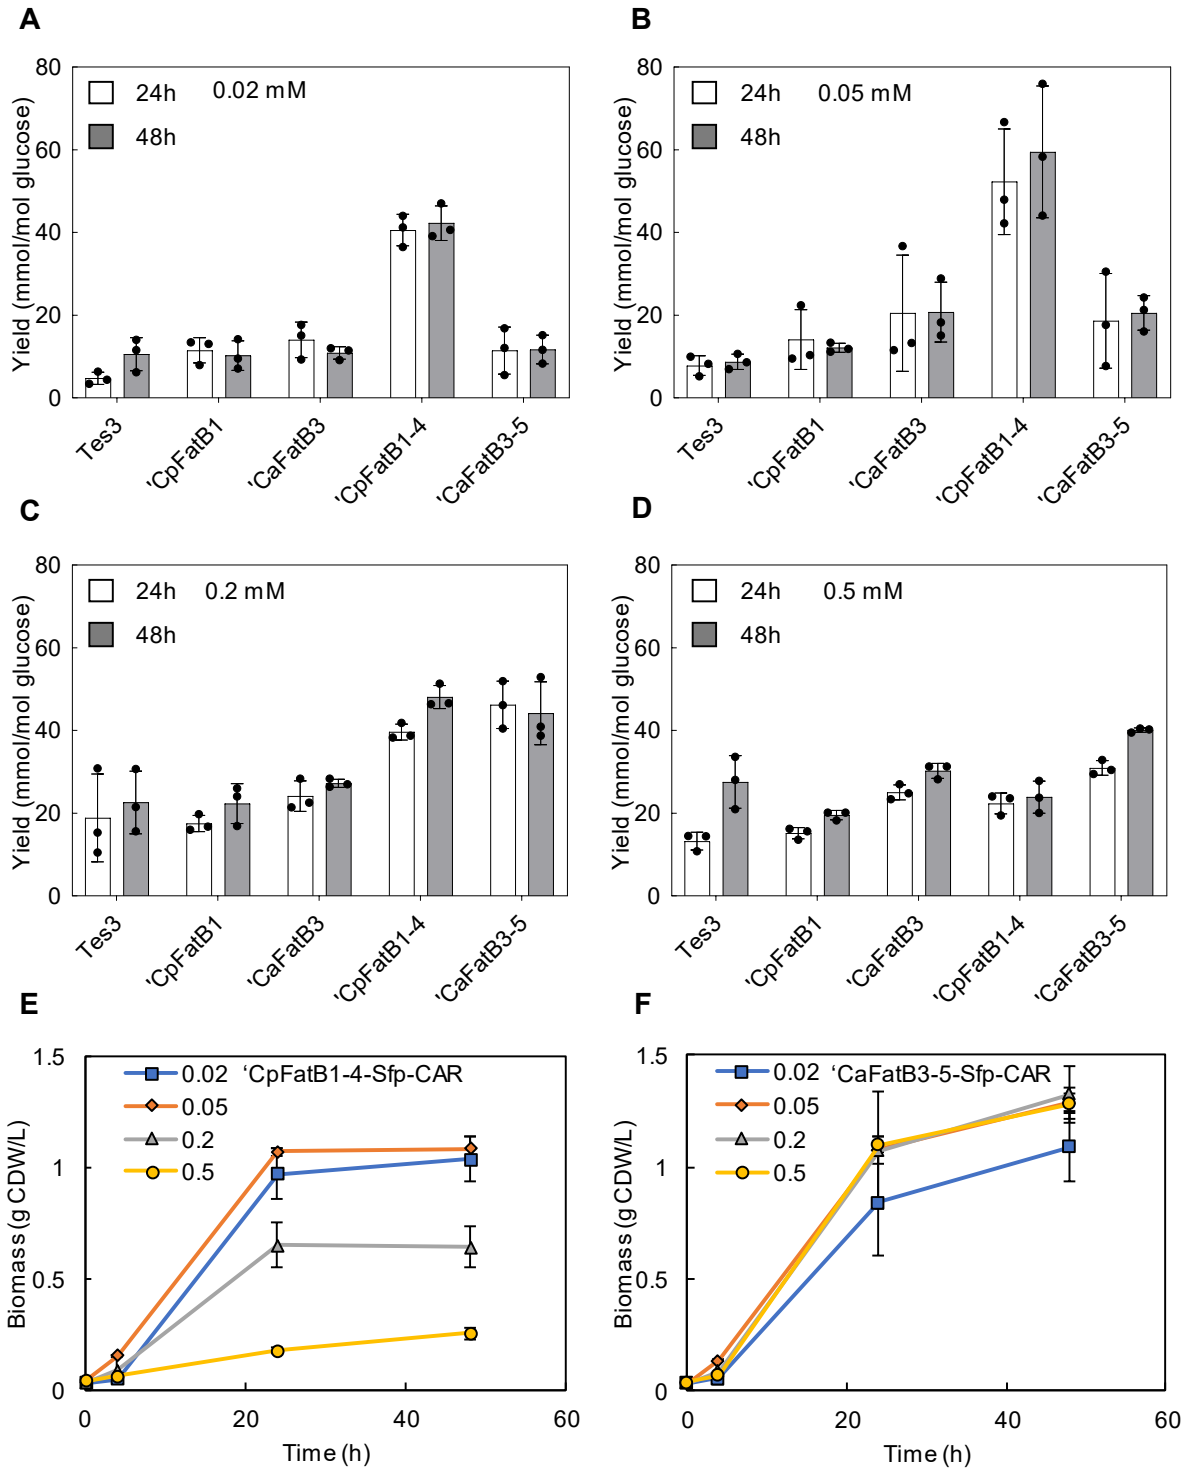 A
B
80
60
40
20
0
Yield (mmol/mol glucose)
24h
0.02 mM
48h
Tes3
'CpFatB1
'CaFatB3
'CpFatB1-4
'CaFatB3-5
80
60
40
20
0
Yield (mmol/mol glucose)
24h
0.05 mM
48h
Tes3
'CpFatB1
'CaFatB3
'CpFatB1-4
'CaFatB3-5
C
D
80
60
40
20
0
Yield (mmol/mol glucose)
24h
0.2 mM
48h
Tes3
'CpFatB1
'CaFatB3
'CpFatB1-4
'CaFatB3-5
80
60
40
20
0
Yield (mmol/mol glucose)
24h
0.5 mM
48h
Tes3
'CpFatB1
'CaFatB3
'CpFatB1-4
'CaFatB3-5
E
F
1.5
1
0.5
0
Biomass (g CDW/L)
0.02 ‘CpFatB1-4-Sfp-CAR
0.05
0.2
0.5
0
20
40
60
Time (h)
1.5
1
0.5
0
Biomass (g CDW/L)
0.02 ‘CaFatB3-5-Sfp-CAR
0.05
0.2
0.5
0
20
40
60
Time (h)